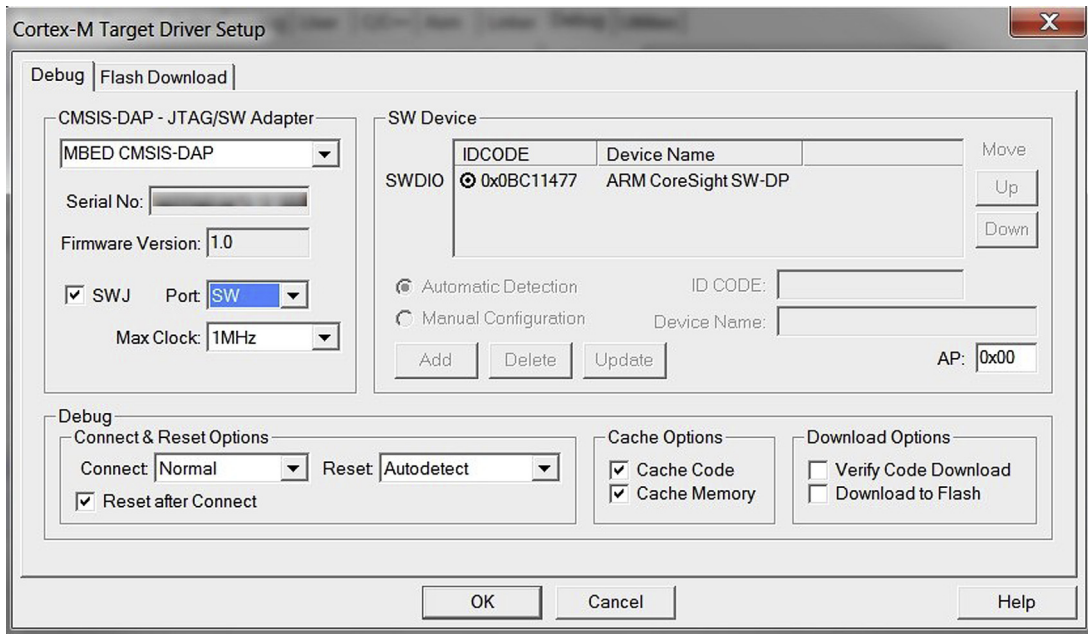 Cortex-M Target Driver Setup
Debug
Flash Download
CMSIS-DAP - JTAG/SW Adapter
MBED CMSIS-DAP
Serial No:
Firmware Version: 1.0
SWJ Port: SW
Max Clock: 1MHz
SW Device
IDCODE Device Name
SWDIO 0x0BC11477 ARM CoreSight SW-DP
Move
Up
Down
Automatic Detection
Manual Configuration
ID CODE:
Device Name:
Add Delete Update
AP: 0x00
Debug
Connect & Reset Options
Connect: Normal Reset: Autodetect
Reset after Connect
Cache Options
Cache Code
Cache Memory
Download Options
Verify Code Download
Download to Flash
OK Cancel Help